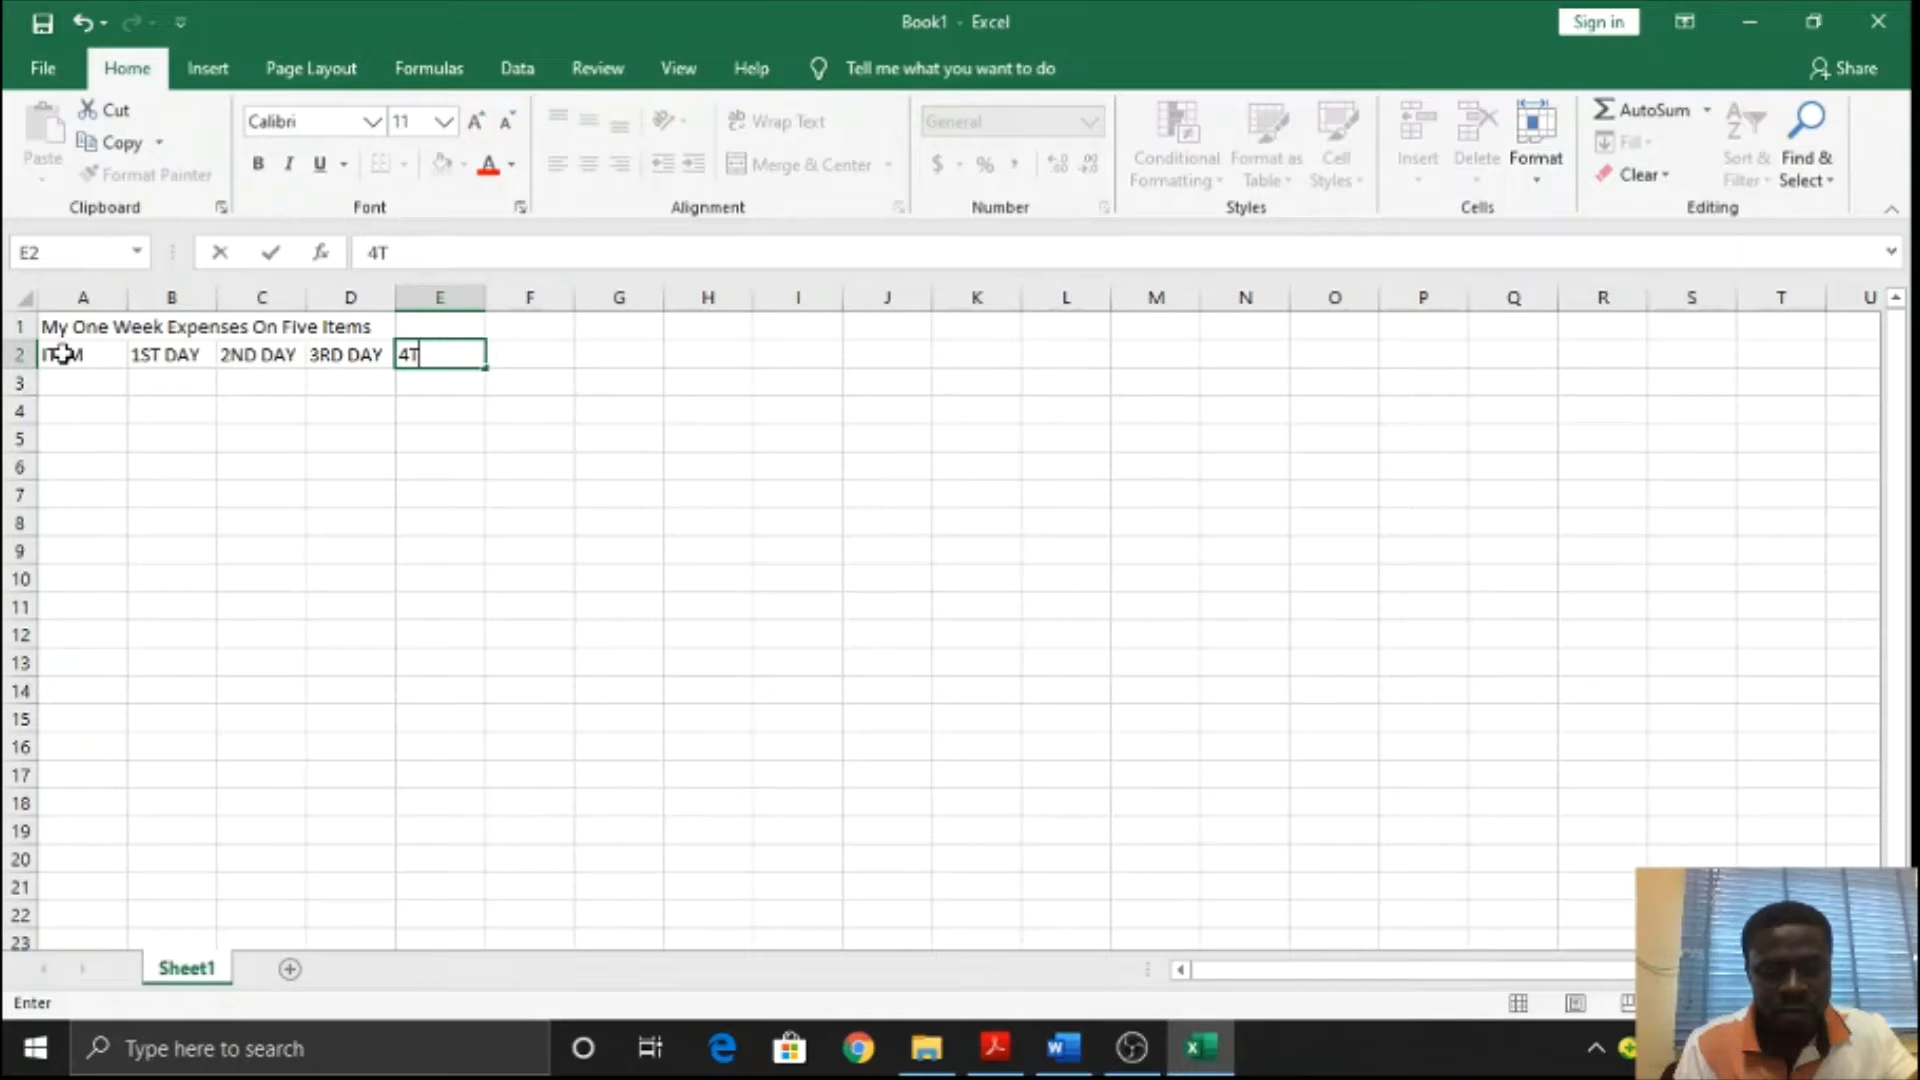 Book1 - Excel
Sign in
File Home Insert Page Layout Formulas Data Review View Help Tell me what you want to do Share
Paste
Cut
Copy
Format Painter
Clipboard
Calibri 11
B I U A
Font
Wrap Text
Merge & Center
Alignment
General
$ % ,
Number
Conditional Formatting
Format as Table
Cell Styles
Styles
Insert Delete Format
Cells
AutoSum
Fill
Clear
Sort & Filter
Find & Select
Editing
E2 fx 4T
A B C D E F G H I J K L M N O P Q R S T U
1 My One Week Expenses On Five Items
2 1ST DAY 2ND DAY 3RD DAY 4T
3
4
5
6
7
8
9
10
11
12
13
14
15
16
17
18
19
20
21
22
23
Sheet1
Enter
Type here to search